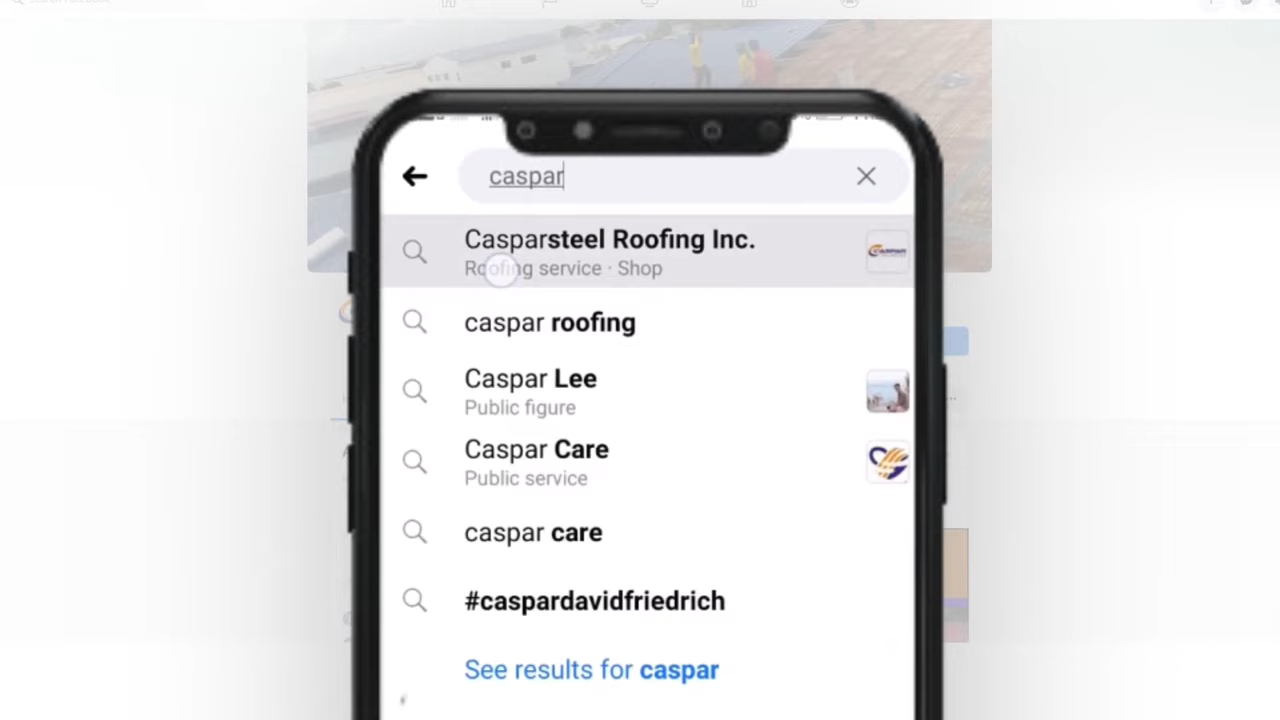 caspar
Casparsteel Roofing Inc.
Roofing service · Shop
caspar roofing
Caspar Lee
Public figure
Caspar Care
Public service
caspar care
#caspardavidfriedrich
See results for caspar